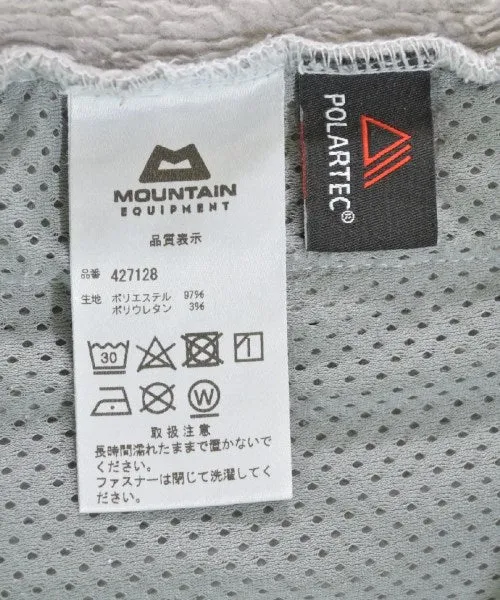 MOUNTAIN
EQUIPMENT
品質表示
品番 427128
生地 ポリエステル 97%
ポリウレタン 3%
30
W
取扱注意
長時間濡れたままで置かないで
ください。
ファスナーは閉じて洗濯してく
ださい。
POLARTEC®